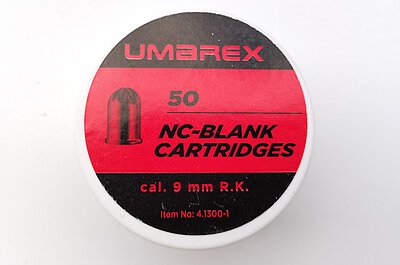 UMAREX
50
NC-BLANK
CARTRIDGES
cal. 9 mm R.K.
Item No: 4.1300-1